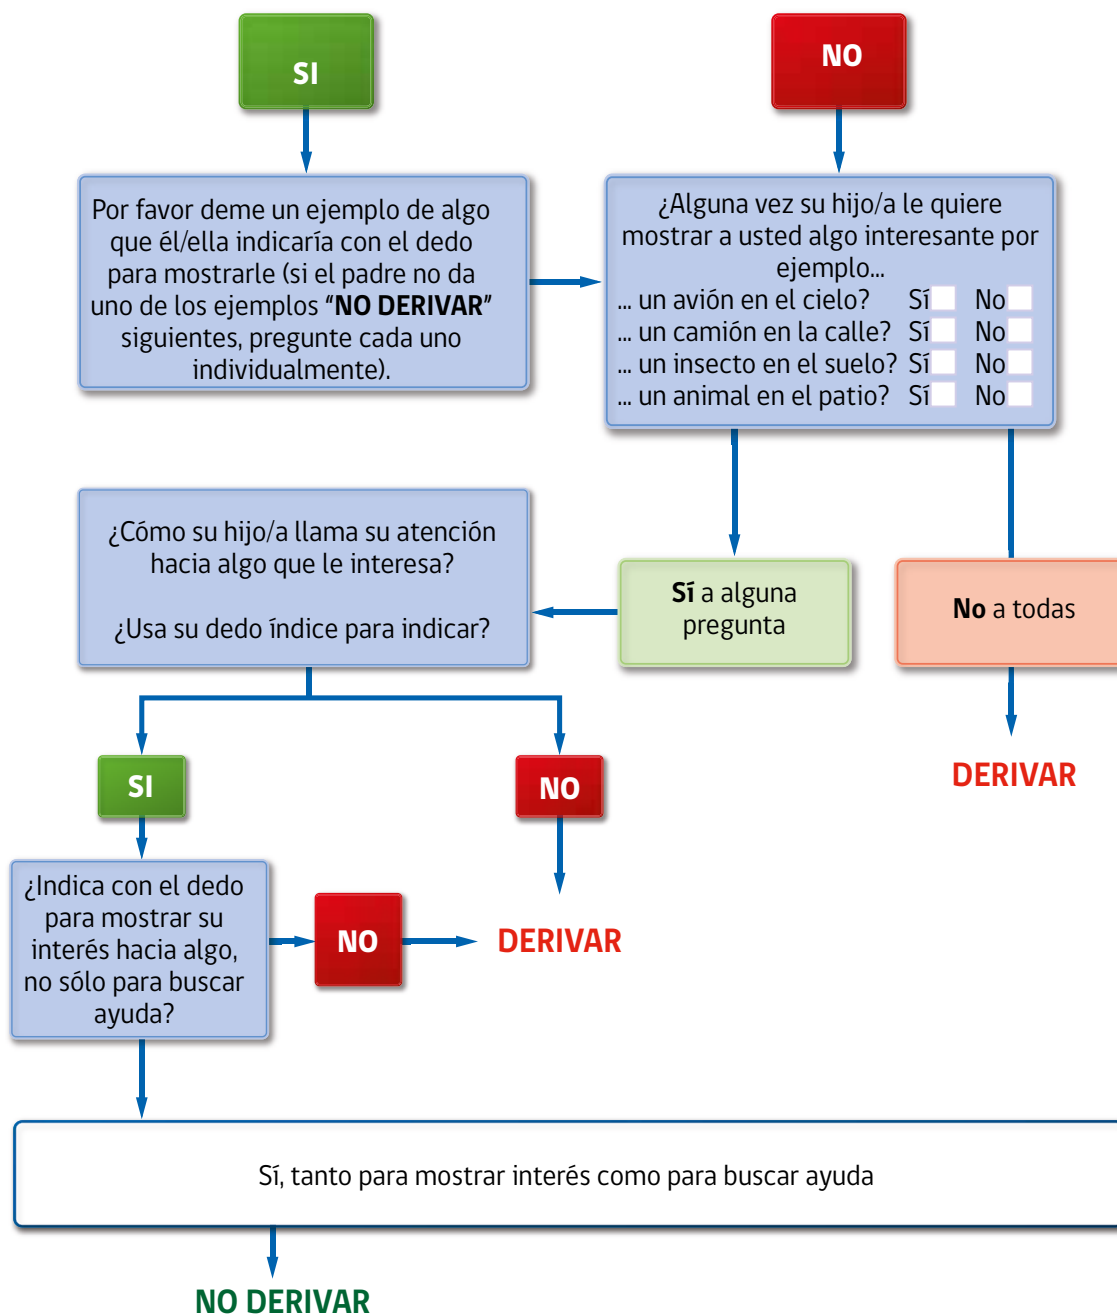 SI
NO
Por favor deme un ejemplo de algo
que él/ella indicaría con el dedo
para mostrarle (si el padre no da
uno de los ejemplos “NO DERIVAR”
siguientes, pregunte cada uno
individualmente).
¿Alguna vez su hijo/a le quiere
mostrar a usted algo interesante por
ejemplo...
... un avión en el cielo? Sí No
... un camión en la calle? Sí No
... un insecto en el suelo? Sí No
... un animal en el patio? Sí No
¿Cómo su hijo/a llama su atención
hacia algo que le interesa?
¿Usa su dedo índice para indicar?
Sí a alguna
pregunta
No a todas
SI
NO
DERIVAR
¿Indica con el dedo
para mostrar su
interés hacia algo,
no sólo para buscar
ayuda?
NO
DERIVAR
Sí, tanto para mostrar interés como para buscar ayuda
NO DERIVAR